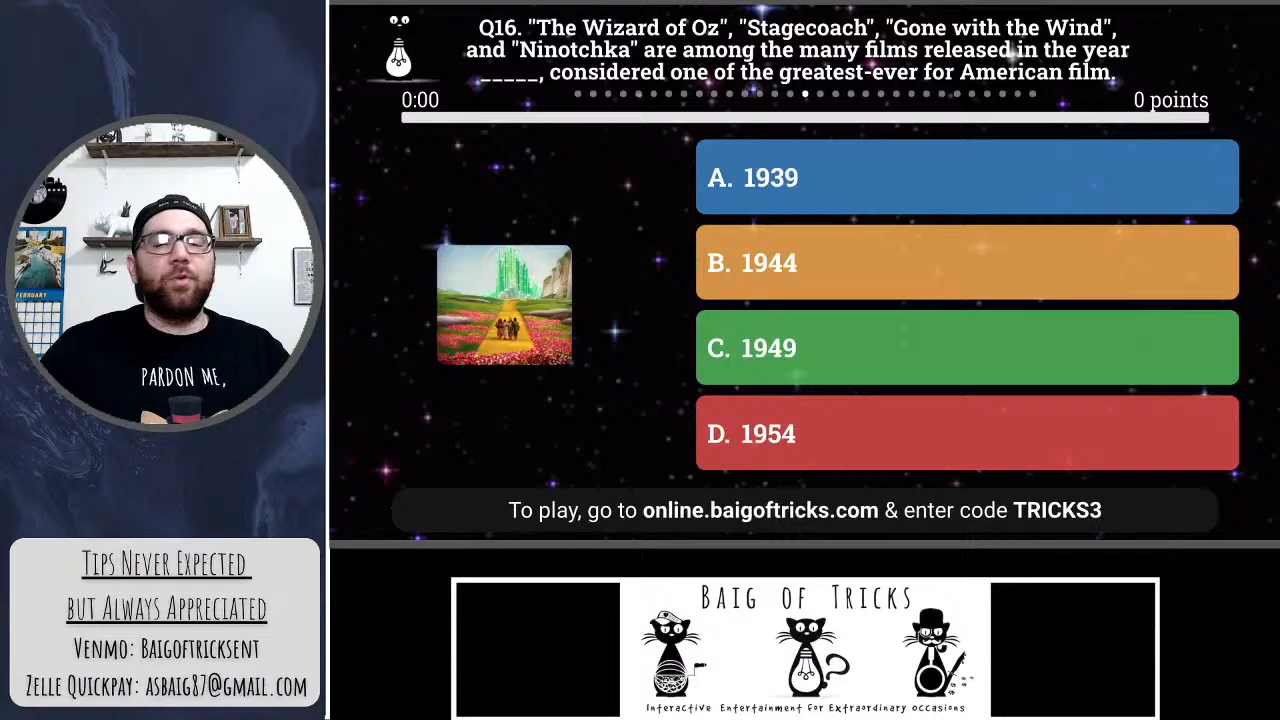 Q16. "The Wizard of Oz", "Stagecoach", "Gone with the Wind",
and "Ninotchka" are among the many films released in the year
_____, considered one of the greatest-ever for American film.
0:00
0 points
A. 1939
B. 1944
C. 1949
D. 1954
To play, go to online.baigoftricks.com & enter code TRICKS3
FEBRUARY
PARDON ME,
Tips Never Expected
but Always Appreciated
Venmo: Baigoftricksent
Zelle Quickpay: asbaig87@gmail.com
Baig of Tricks
Interactive Entertainment for Extraordinary Occasions